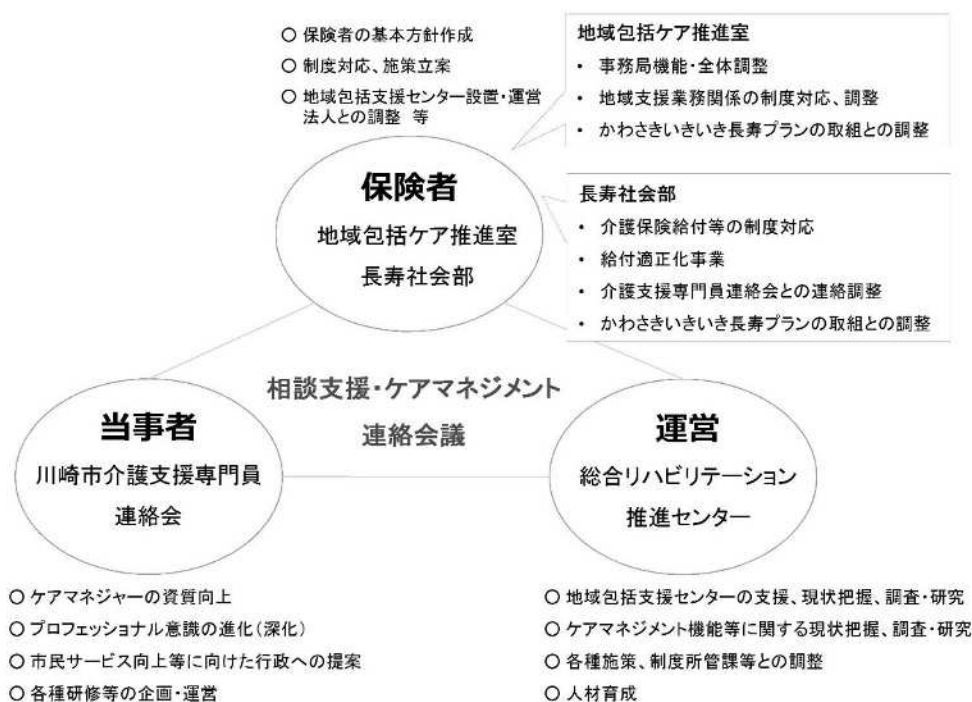 ○ 保険者の基本方針作成
○ 制度対応、施策立案
○ 地域包括支援センター設置・運営
法人との調整 等
地域包括ケア推進室
・ 事務局機能・全体調整
・ 地域支援業務関係の制度対応、調整
・ かわさきいきいき長寿プランの取組との調整
保険者
地域包括ケア推進室
長寿社会部
長寿社会部
・ 介護保険給付等の制度対応
・ 給付適正化事業
・ 介護支援専門員連絡会との連絡調整
・ かわさきいきいき長寿プランの取組との調整
相談支援・ケアマネジメント
連絡会議
当事者
川崎市介護支援専門員
連絡会
運営
総合リハビリテーション
推進センター
○ ケアマネジャーの資質向上
○ プロフェッショナル意識の進化(深化)
○ 市民サービス向上等に向けた行政への提案
○ 各種研修等の企画・運営
○ 地域包括支援センターの支援、現状把握、調査・研究
○ ケアマネジメント機能等に関する現状把握、調査・研究
○ 各種施策、制度所管課等との調整
○ 人材育成